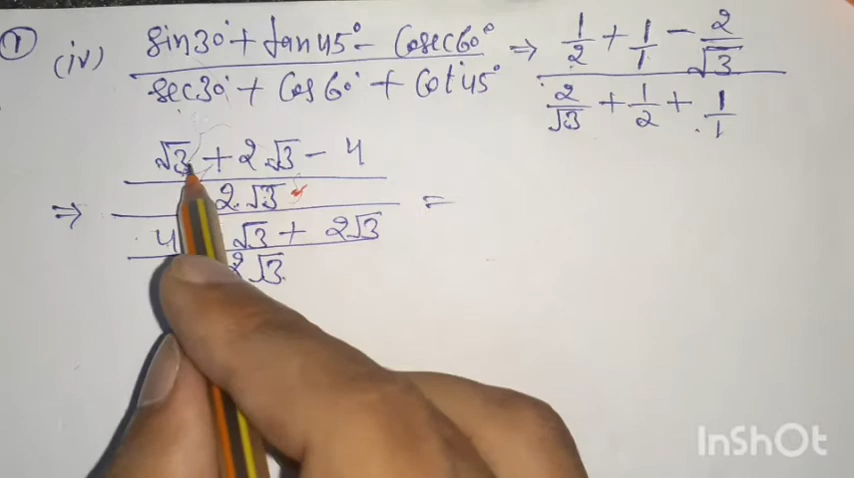 ① (iv) sin30° + tan45° - cosec60° / sec30° + cos60° + cot45° ⇒ 1/2 + 1/1 - 2/√3 / 2/√3 + 1/2 + 1/1
⇒ √3 + 2√3 - 4 / 2√3 / 4 √3 + 2√3 / 2√3 =
InShOt